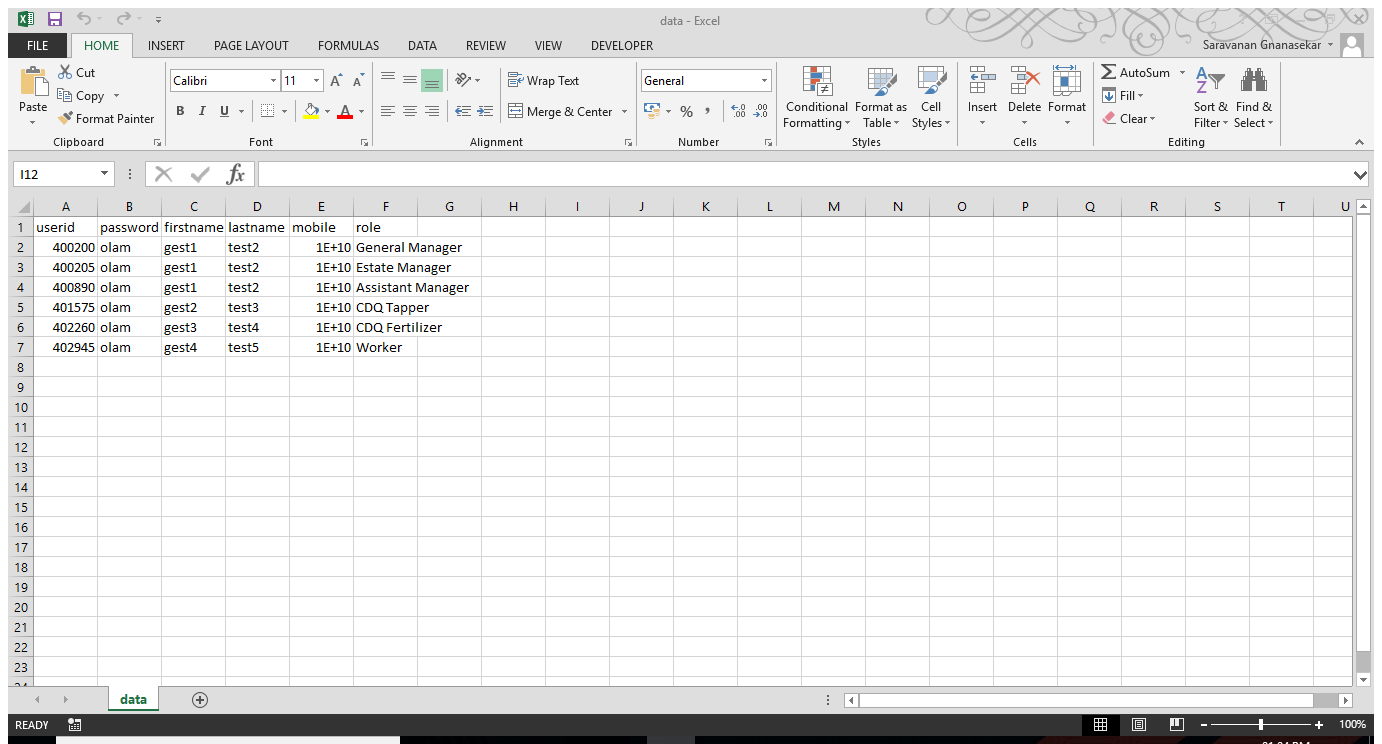 data - Excel
FILE HOME INSERT PAGE LAYOUT FORMULAS DATA REVIEW VIEW DEVELOPER Saravanan Gnanasekar
Cut
Copy
Format Painter
Paste
Clipboard
Calibri 11
B I U
Font
Wrap Text
Merge & Center
Alignment
General
%
Number
Conditional Formatting
Format as Table
Cell Styles
Styles
Insert Delete Format
Cells
AutoSum
Fill
Clear
Sort & Filter
Find & Select
Editing
I12 fx
A B C D E F G H I J K L M N O P Q R S T U
1 userid password firstname lastname mobile role
2 400200 olam gest1 test2 1E+10 General Manager
3 400205 olam gest1 test2 1E+10 Estate Manager
4 400890 olam gest1 test2 1E+10 Assistant Manager
5 401575 olam gest2 test3 1E+10 CDQ Tapper
6 402260 olam gest3 test4 1E+10 CDQ Fertilizer
7 402945 olam gest4 test5 1E+10 Worker
8
9
10
11
12
13
14
15
16
17
18
19
20
21
22
23
data
READY 100%